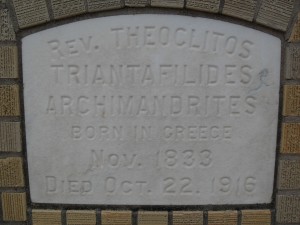 REV. THEOCLITOS
TRIANTAFILIDES
ARCHIMANDRITES
BORN IN GREECE
NOV. 1833
DIED OCT. 22. 1916